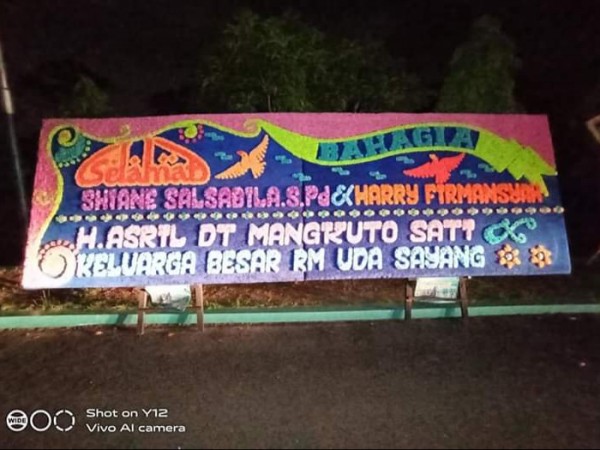 Selamat
BAHAGIA
SHIANE SALSABILA.S.Pd & HARRY FIRMANSYAH
H.ASRIL DT MANGKUTO SATI
KELUARGA BESAR RM UDA SAYANG
WIDE
Shot on Y12
Vivo AI camera